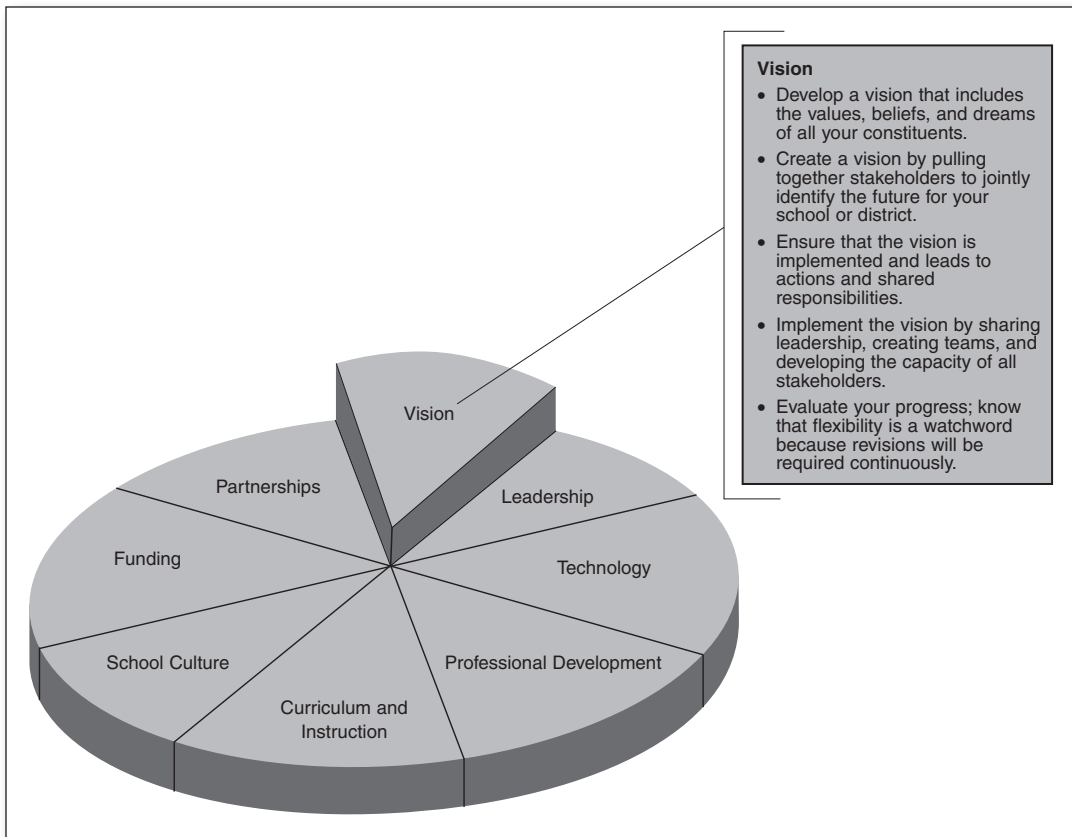 Vision
• Develop a vision that includes
the values, beliefs, and dreams
of all your constituents.
• Create a vision by pulling
together stakeholders to jointly
identify the future for your
school or district.
• Ensure that the vision is
implemented and leads to
actions and shared
responsibilities.
• Implement the vision by sharing
leadership, creating teams, and
developing the capacity of all
stakeholders.
• Evaluate your progress; know
that flexibility is a watchword
because revisions will be
required continuously.
Vision
Partnerships
Leadership
Funding
Technology
School Culture
Professional Development
Curriculum and
Instruction